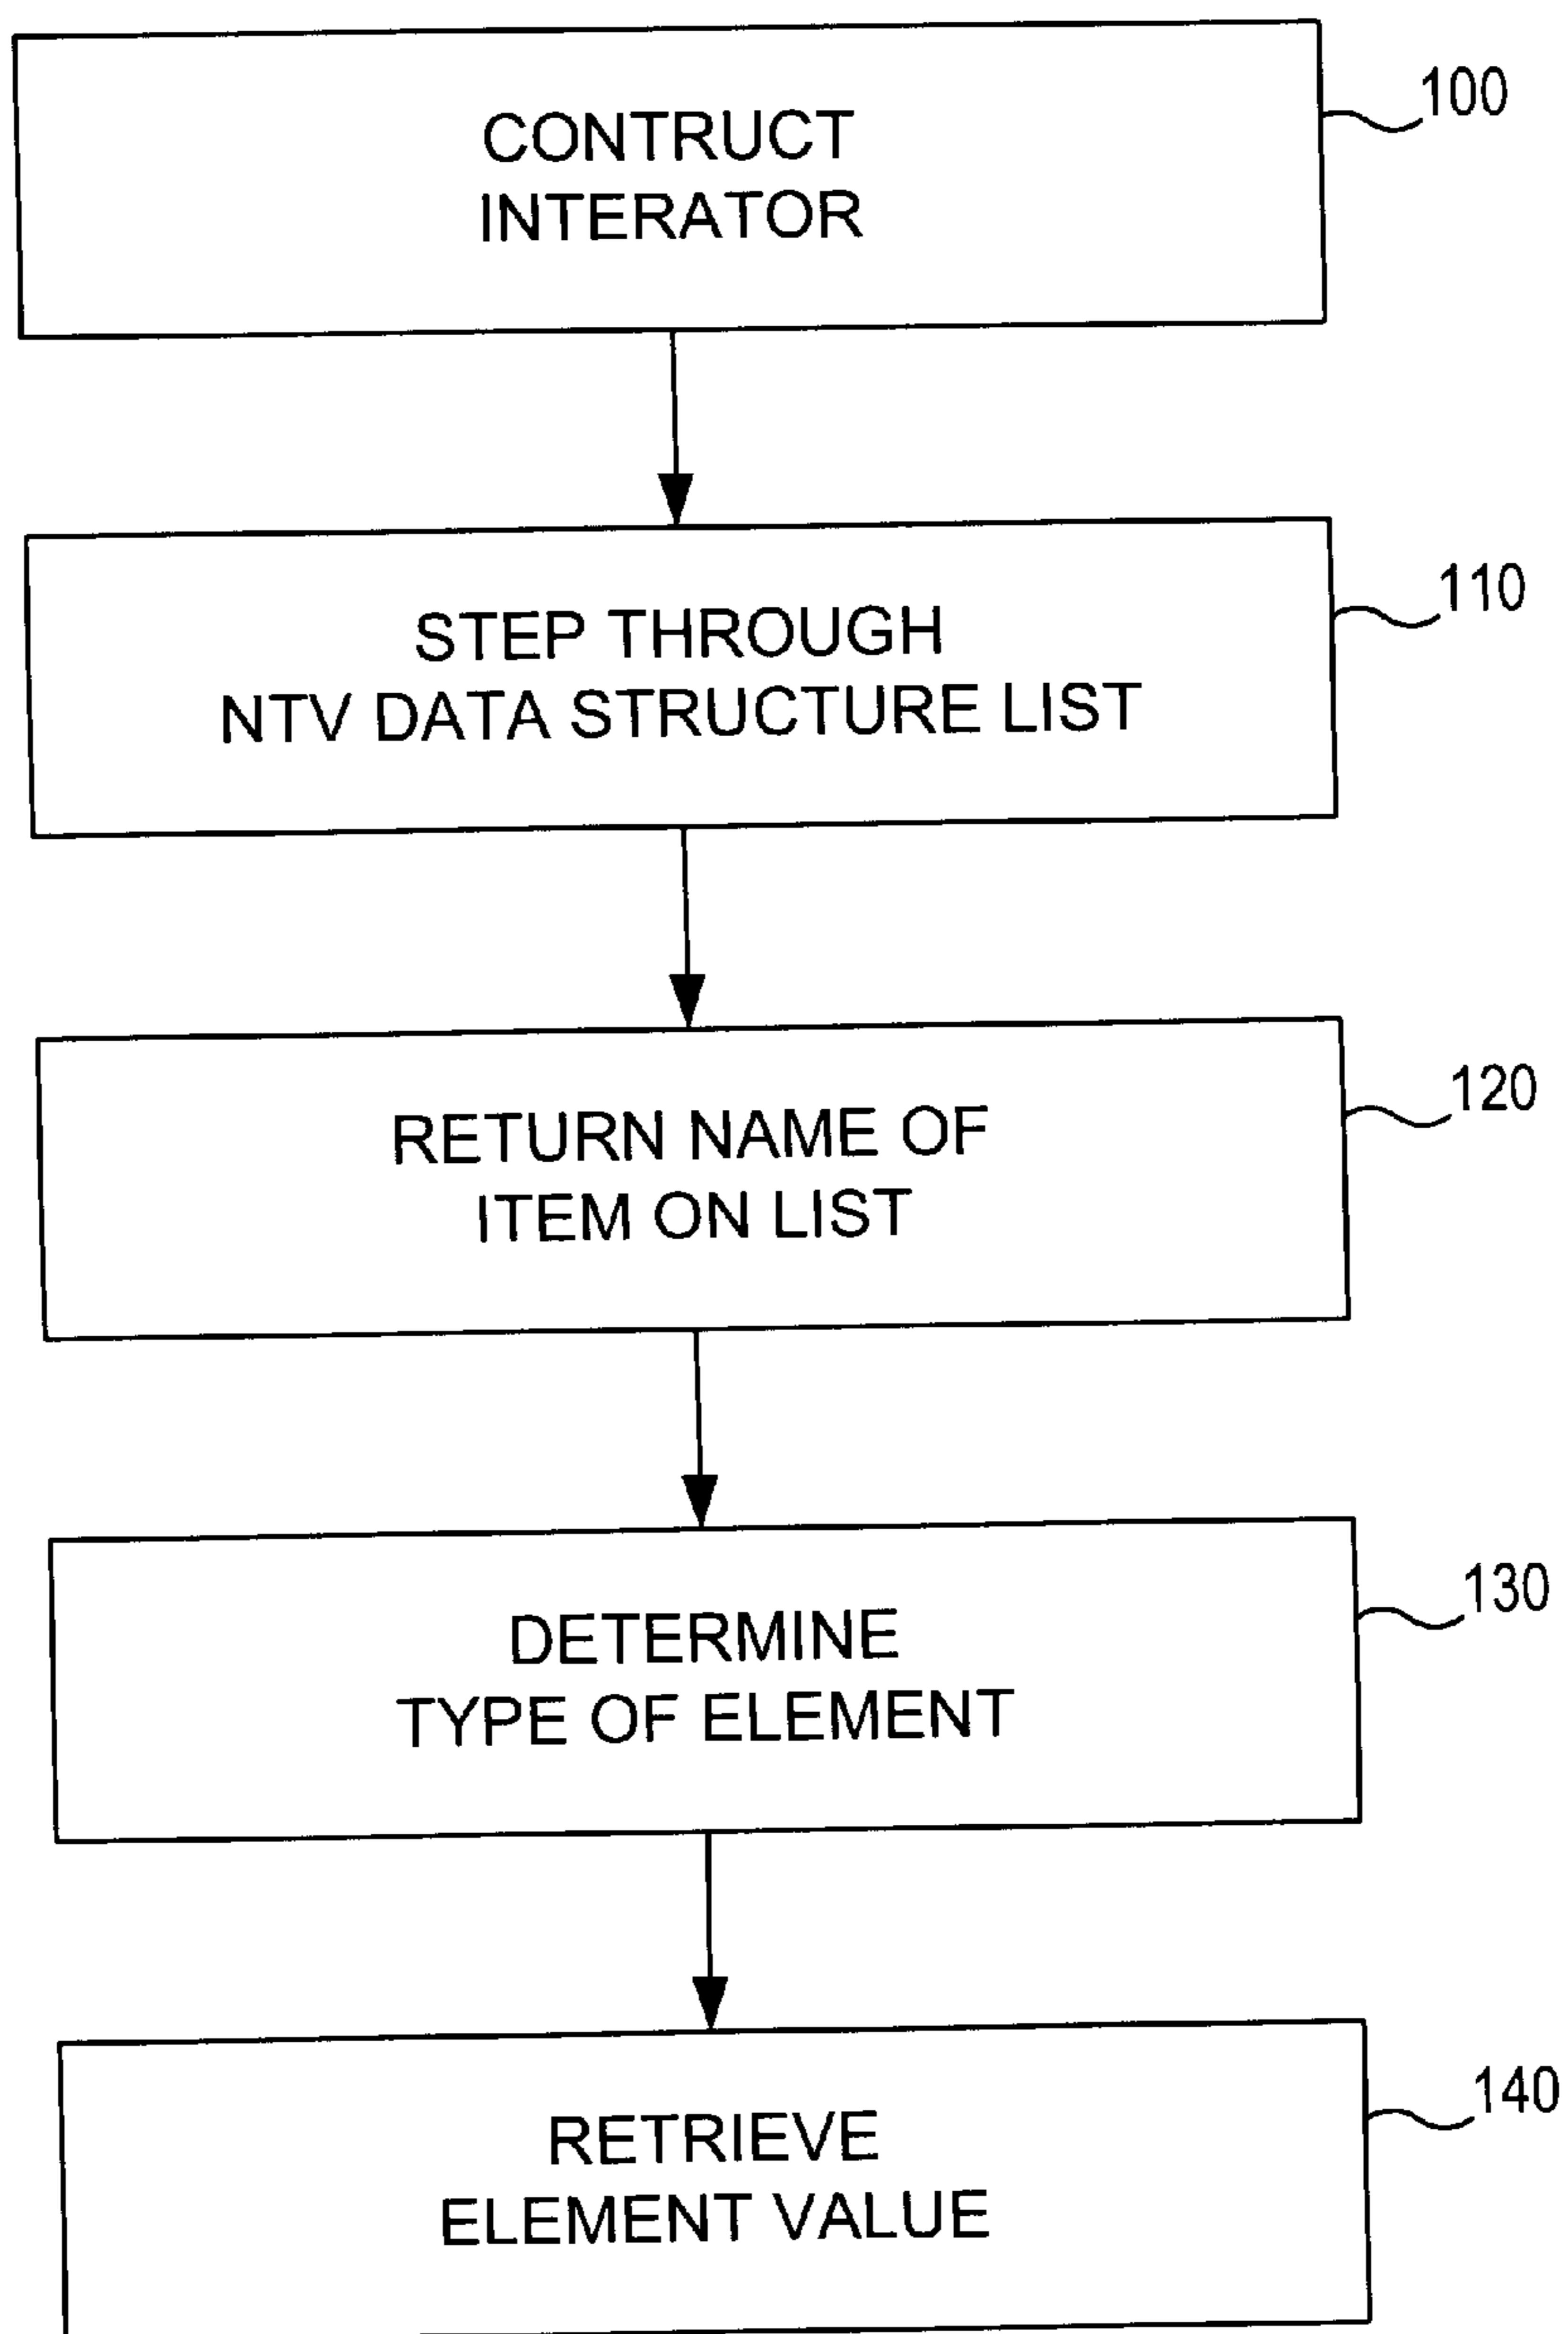 CONTRUCT
INTERATOR
100
STEP THROUGH
NTV DATA STRUCTURE LIST
110
RETURN NAME OF
ITEM ON LIST
120
DETERMINE
TYPE OF ELEMENT
130
RETRIEVE
ELEMENT VALUE
140